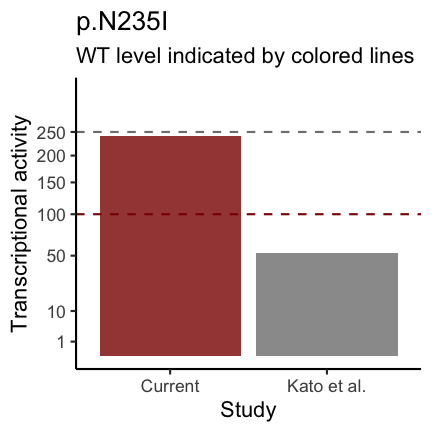 p.N235I
WT level indicated by colored lines
Transcriptional activity
250
200
150
100
50
10
1
Current
Kato et al.
Study